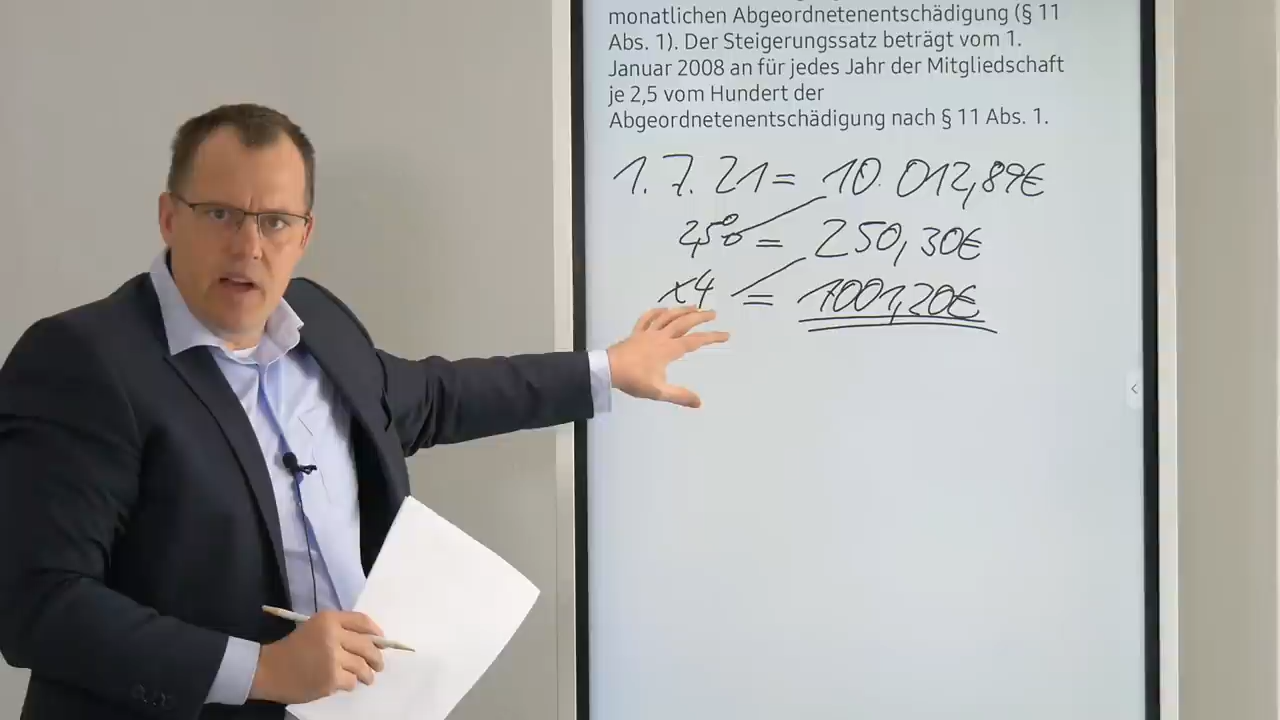 monatlichen Abgeordnetenentschädigung (§ 11
Abs. 1). Der Steigerungssatz beträgt vom 1.
Januar 2008 an für jedes Jahr der Mitgliedschaft
je 2,5 vom Hundert der
Abgeordnetenentschädigung nach § 11 Abs. 1.
1. 7. 21 = 10.012,89€
2,5% = 250,30€
x4 = 1001,20€